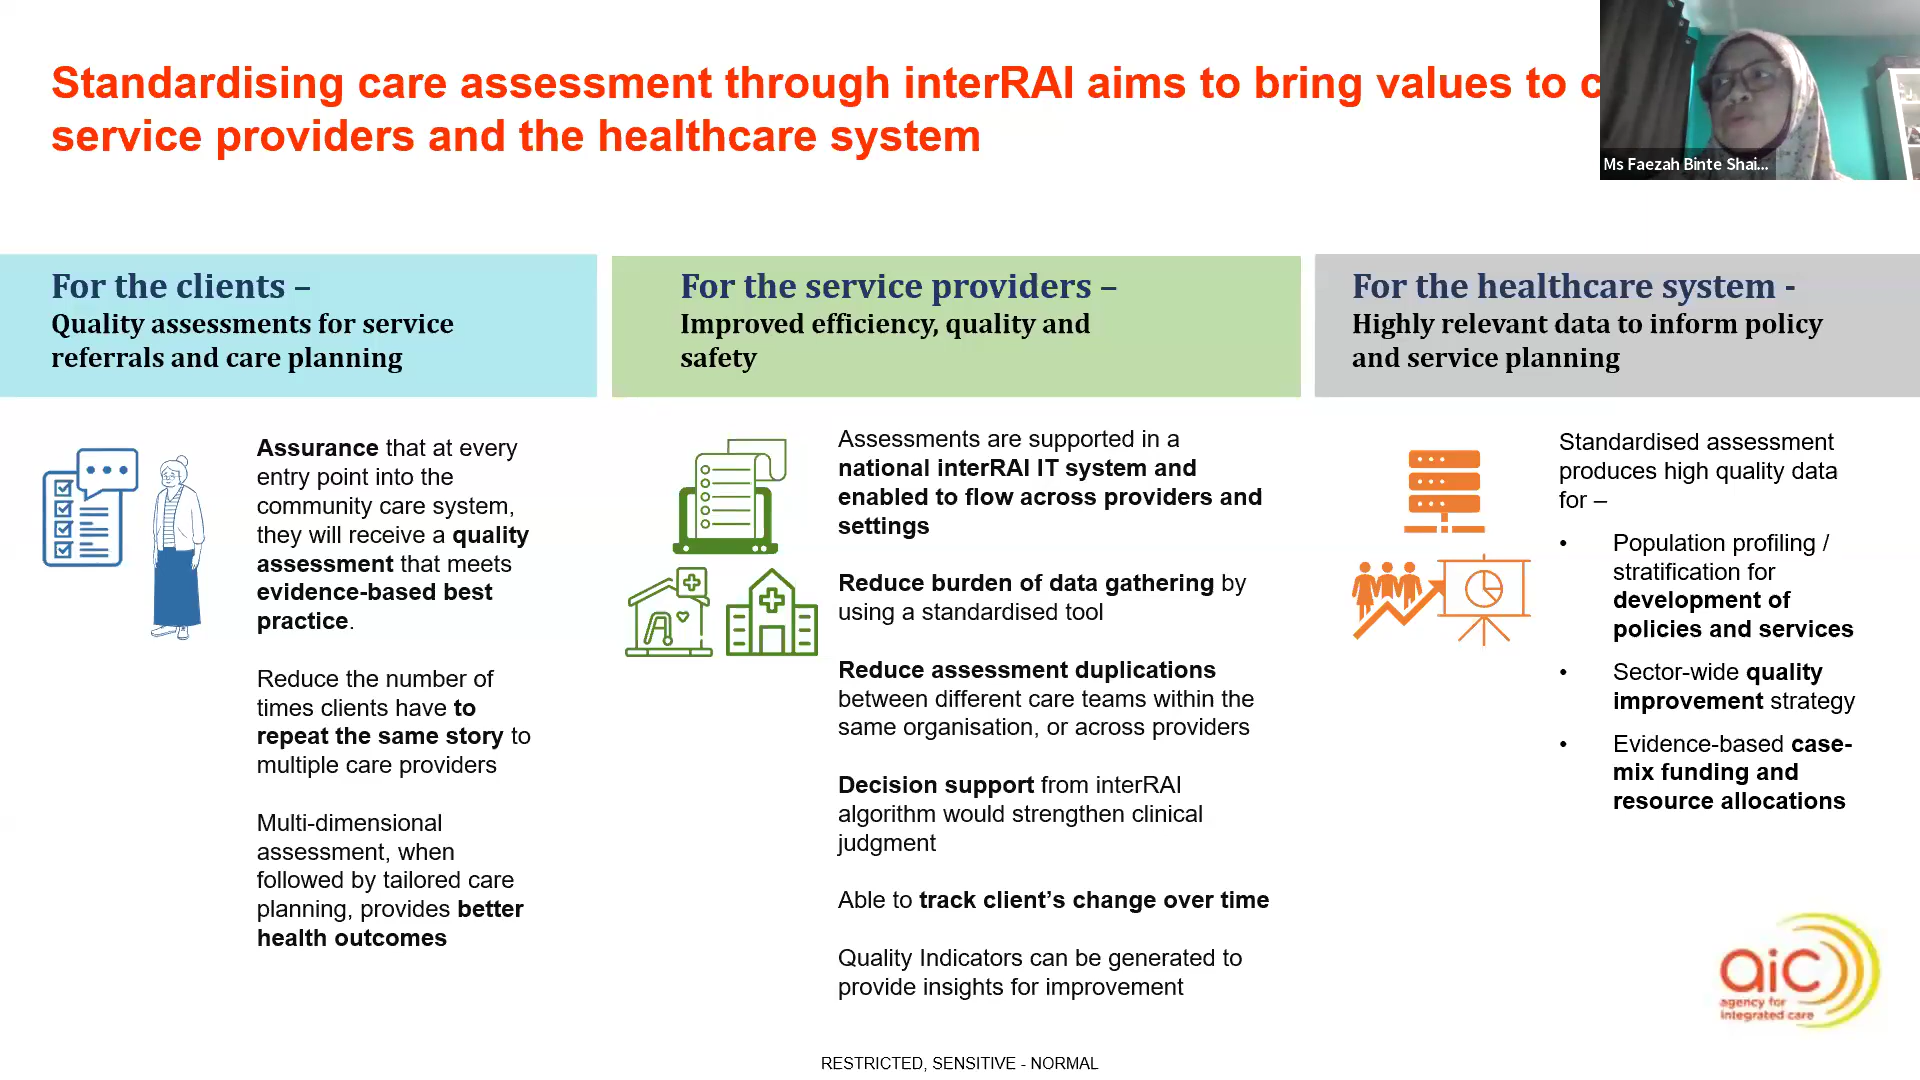 Standardising care assessment through interRAI aims to bring values to c
service providers and the healthcare system
Ms Faezah Binte Shai...
For the clients –
Quality assessments for service
referrals and care planning
Assurance that at every
entry point into the
community care system,
they will receive a quality
assessment that meets
evidence-based best
practice.
Reduce the number of
times clients have to
repeat the same story to
multiple care providers
Multi-dimensional
assessment, when
followed by tailored care
planning, provides better
health outcomes
For the service providers –
Improved efficiency, quality and
safety
Assessments are supported in a
national interRAI IT system and
enabled to flow across providers and
settings
Reduce burden of data gathering by
using a standardised tool
Reduce assessment duplications
between different care teams within the
same organisation, or across providers
Decision support from interRAI
algorithm would strengthen clinical
judgment
Able to track client’s change over time
Quality Indicators can be generated to
provide insights for improvement
For the healthcare system -
Highly relevant data to inform policy
and service planning
Standardised assessment
produces high quality data
for –
• Population profiling /
stratification for
development of
policies and services
• Sector-wide quality
improvement strategy
• Evidence-based case-
mix funding and
resource allocations
aic
agency for
integrated care
RESTRICTED, SENSITIVE - NORMAL